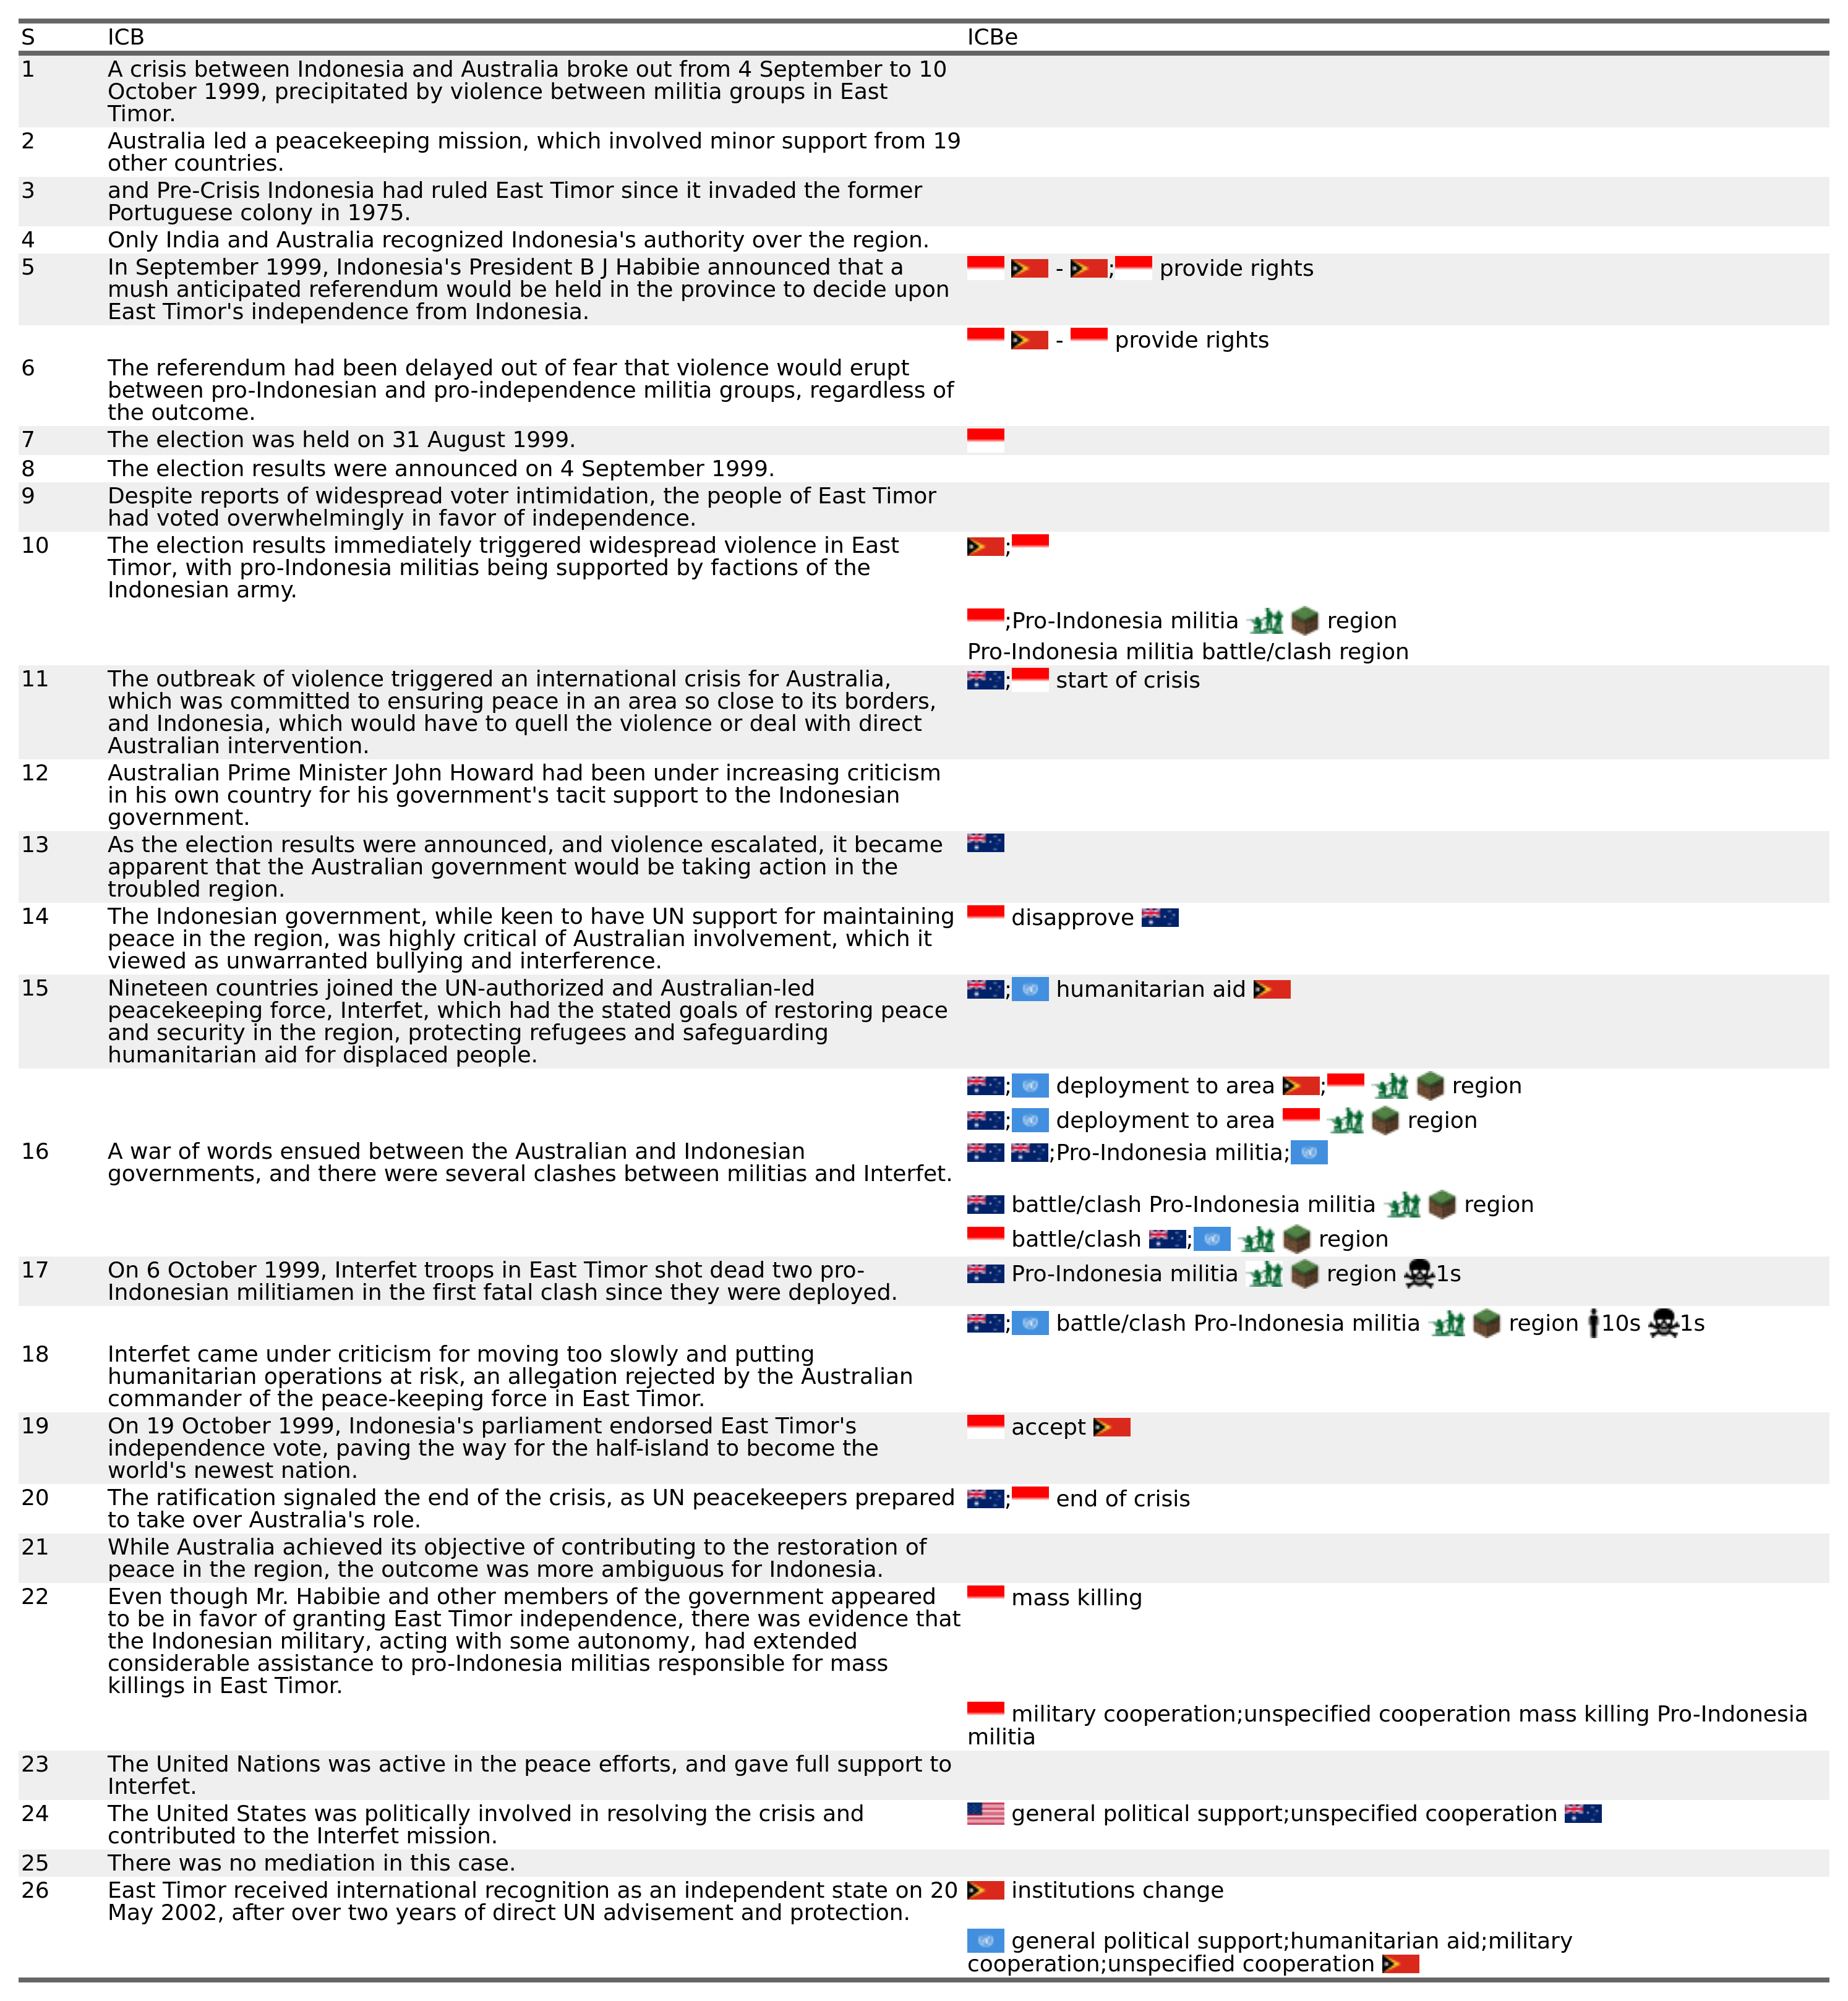 S ICB ICBe
1 A crisis between Indonesia and Australia broke out from 4 September to 10
October 1999, precipitated by violence between militia groups in East
Timor.
2 Australia led a peacekeeping mission, which involved minor support from 19
other countries.
3 and Pre-Crisis Indonesia had ruled East Timor since it invaded the former
Portuguese colony in 1975.
4 Only India and Australia recognized Indonesia's authority over the region.
5 In September 1999, Indonesia's President B J Habibie announced that a - ; provide rights
mush anticipated referendum would be held in the province to decide upon
East Timor's independence from Indonesia.
- provide rights
6 The referendum had been delayed out of fear that violence would erupt
between pro-Indonesian and pro-independence militia groups, regardless of
the outcome.
7 The election was held on 31 August 1999.
8 The election results were announced on 4 September 1999.
9 Despite reports of widespread voter intimidation, the people of East Timor
had voted overwhelmingly in favor of independence.
10 The election results immediately triggered widespread violence in East ;
Timor, with pro-Indonesia militias being supported by factions of the
Indonesian army.
;Pro-Indonesia militia region
Pro-Indonesia militia battle/clash region
11 The outbreak of violence triggered an international crisis for Australia, ; start of crisis
which was committed to ensuring peace in an area so close to its borders,
and Indonesia, which would have to quell the violence or deal with direct
Australian intervention.
12 Australian Prime Minister John Howard had been under increasing criticism
in his own country for his government's tacit support to the Indonesian
government.
13 As the election results were announced, and violence escalated, it became
apparent that the Australian government would be taking action in the
troubled region.
14 The Indonesian government, while keen to have UN support for maintaining disapprove
peace in the region, was highly critical of Australian involvement, which it
viewed as unwarranted bullying and interference.
15 Nineteen countries joined the UN-authorized and Australian-led ; humanitarian aid
peacekeeping force, Interfet, which had the stated goals of restoring peace
and security in the region, protecting refugees and safeguarding
humanitarian aid for displaced people.
; deployment to area ; region
; deployment to area region
16 A war of words ensued between the Australian and Indonesian ;Pro-Indonesia militia;
governments, and there were several clashes between militias and Interfet.
battle/clash Pro-Indonesia militia region
battle/clash ; region
17 On 6 October 1999, Interfet troops in East Timor shot dead two pro- Pro-Indonesia militia region 1s
Indonesian militiamen in the first fatal clash since they were deployed.
; battle/clash Pro-Indonesia militia region 10s 1s
18 Interfet came under criticism for moving too slowly and putting
humanitarian operations at risk, an allegation rejected by the Australian
commander of the peace-keeping force in East Timor.
19 On 19 October 1999, Indonesia's parliament endorsed East Timor's accept
independence vote, paving the way for the half-island to become the
world's newest nation.
20 The ratification signaled the end of the crisis, as UN peacekeepers prepared ; end of crisis
to take over Australia's role.
21 While Australia achieved its objective of contributing to the restoration of
peace in the region, the outcome was more ambiguous for Indonesia.
22 Even though Mr. Habibie and other members of the government appeared mass killing
to be in favor of granting East Timor independence, there was evidence that
the Indonesian military, acting with some autonomy, had extended
considerable assistance to pro-Indonesia militias responsible for mass
killings in East Timor.
military cooperation;unspecified cooperation mass killing Pro-Indonesia
militia
23 The United Nations was active in the peace efforts, and gave full support to
Interfet.
24 The United States was politically involved in resolving the crisis and general political support;unspecified cooperation
contributed to the Interfet mission.
25 There was no mediation in this case.
26 East Timor received international recognition as an independent state on 20 institutions change
May 2002, after over two years of direct UN advisement and protection.
general political support;humanitarian aid;military
cooperation;unspecified cooperation